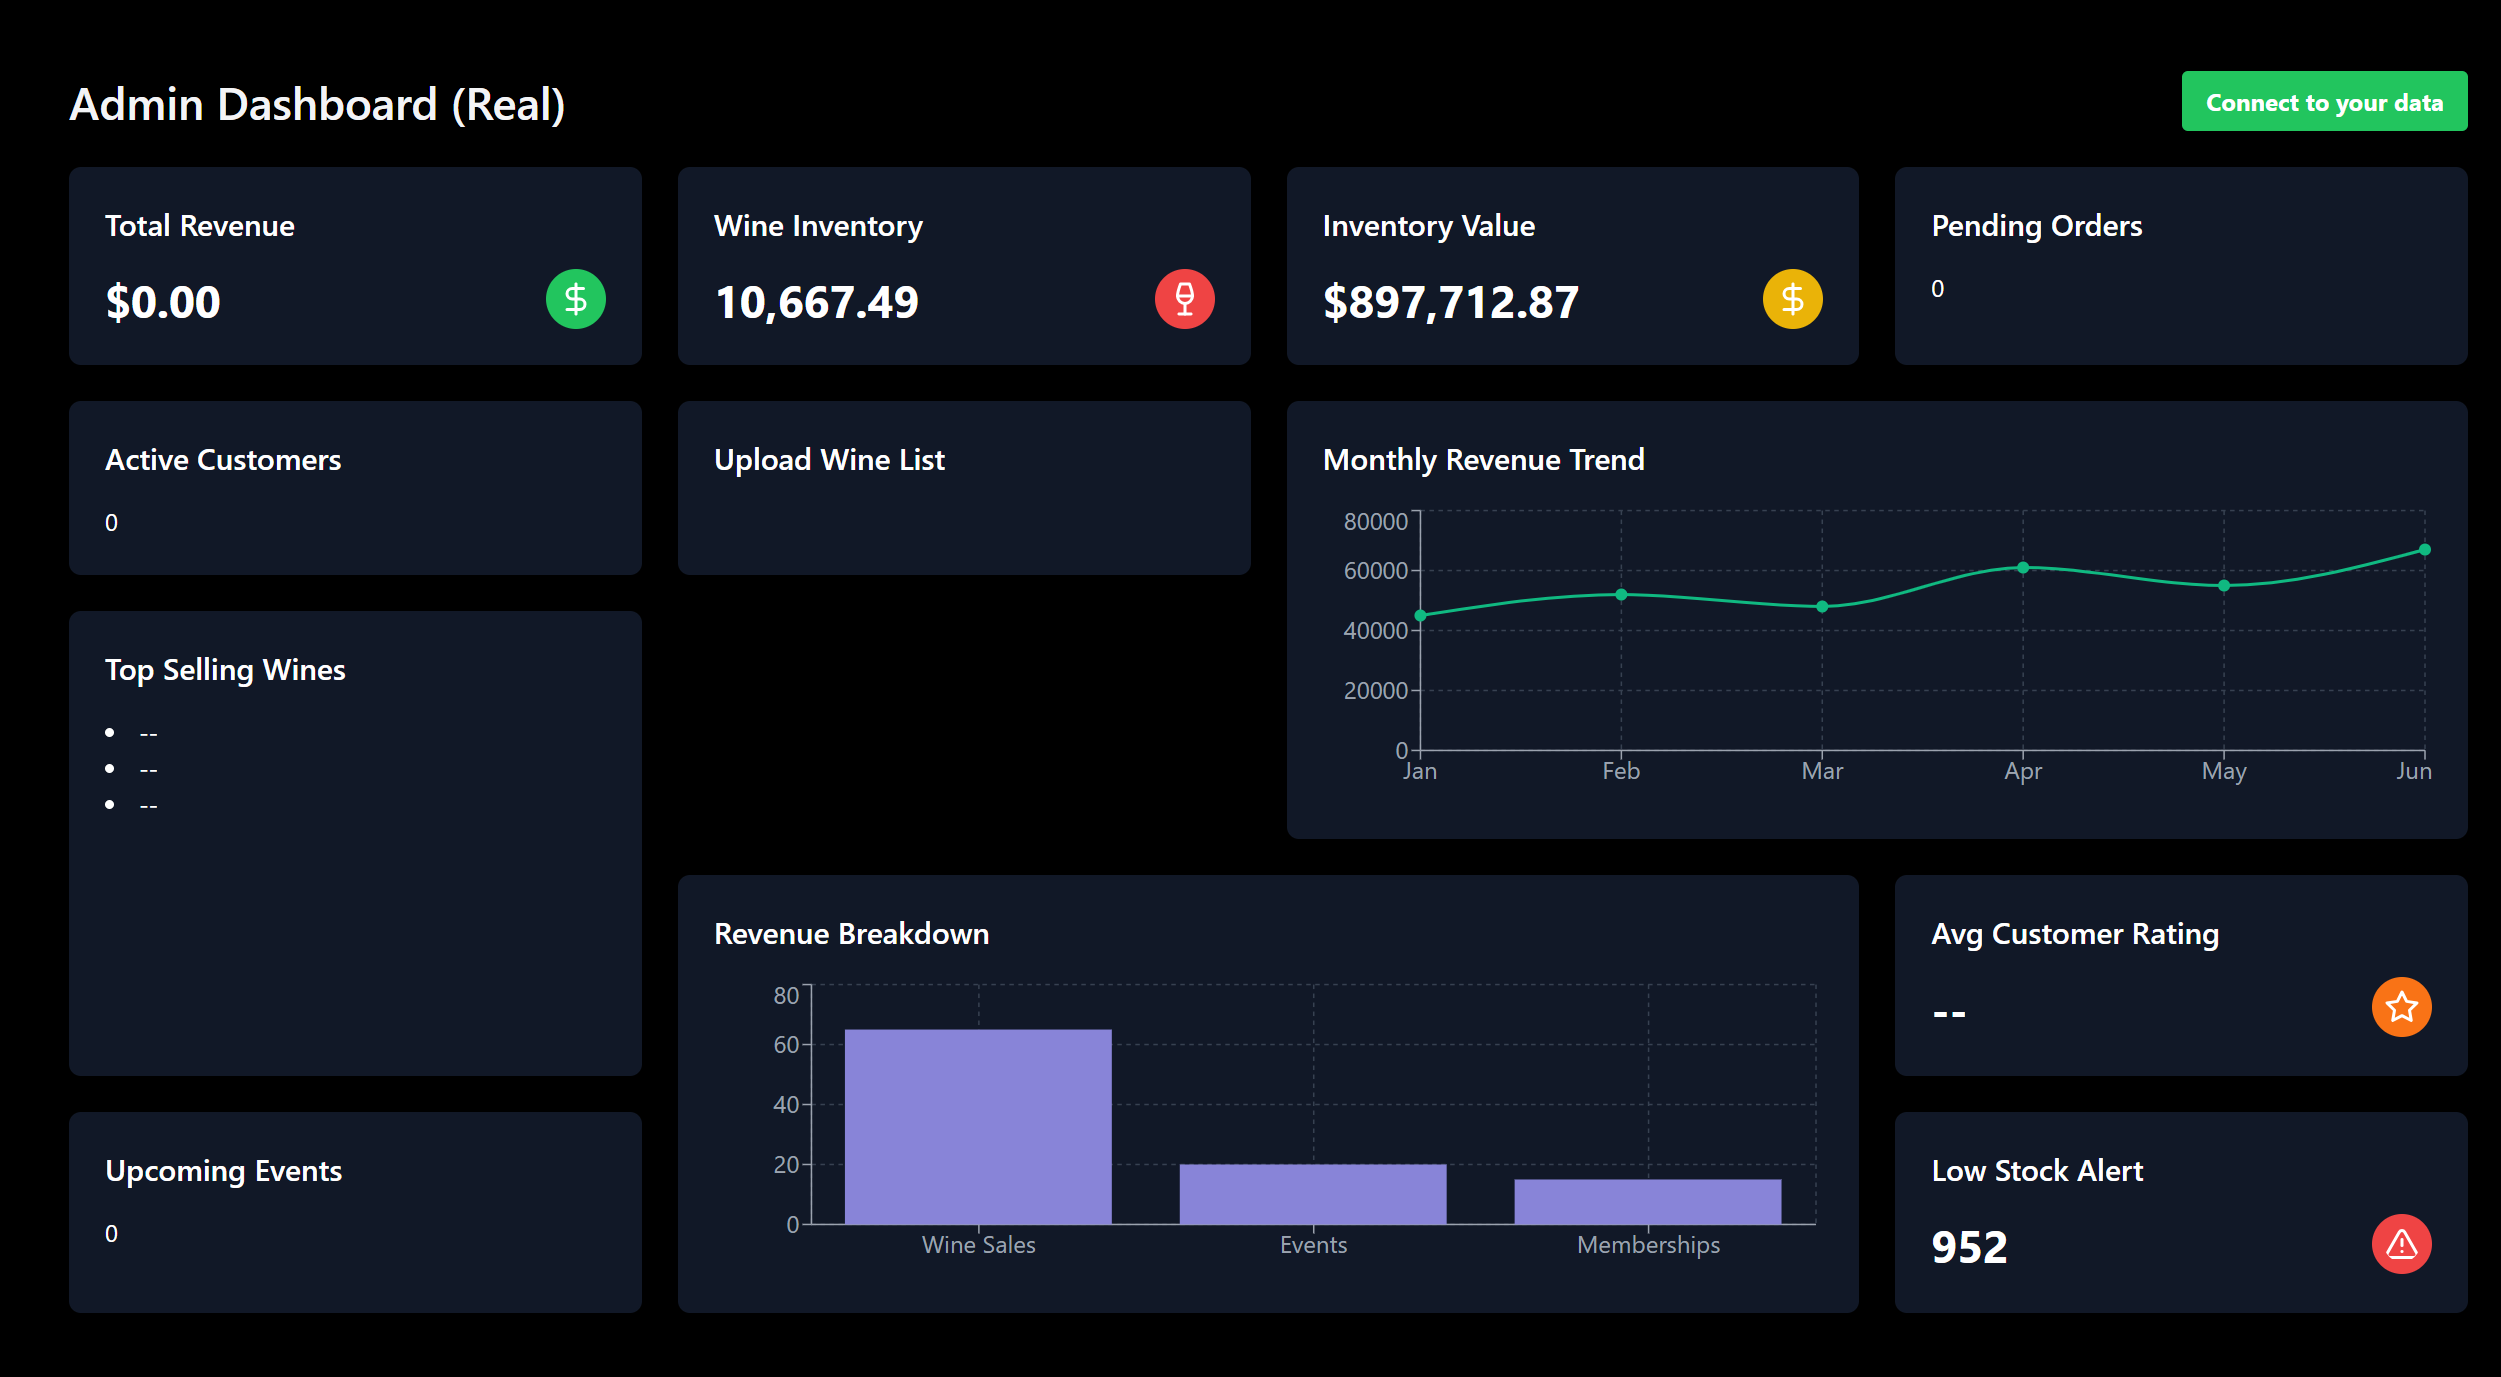 Admin Dashboard (Real)
Connect to your data
Total Revenue
$0.00
Wine Inventory
10,667.49
Inventory Value
$897,712.87
Pending Orders
0
Active Customers
0
Upload Wine List
Monthly Revenue Trend
80000
60000
40000
20000
0
Jan Feb Mar Apr May Jun
Top Selling Wines
• --
• --
• --
Revenue Breakdown
80
60
40
20
0
Wine Sales Events Memberships
Avg Customer Rating
--
Upcoming Events
0
Low Stock Alert
952